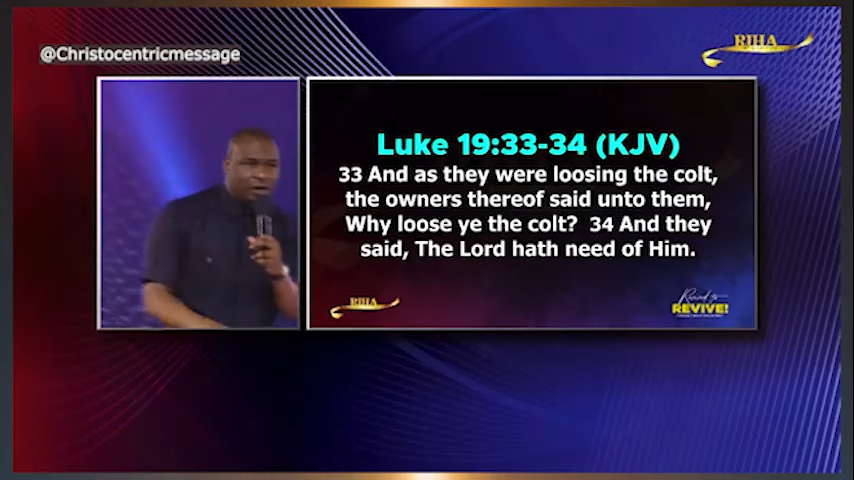 @Christocentricmessage
RIHA
Luke 19:33-34 (KJV)
33 And as they were loosing the colt,
the owners thereof said unto them,
Why loose ye the colt? 34 And they
said, The Lord hath need of Him.
RIHA
REVIVE!